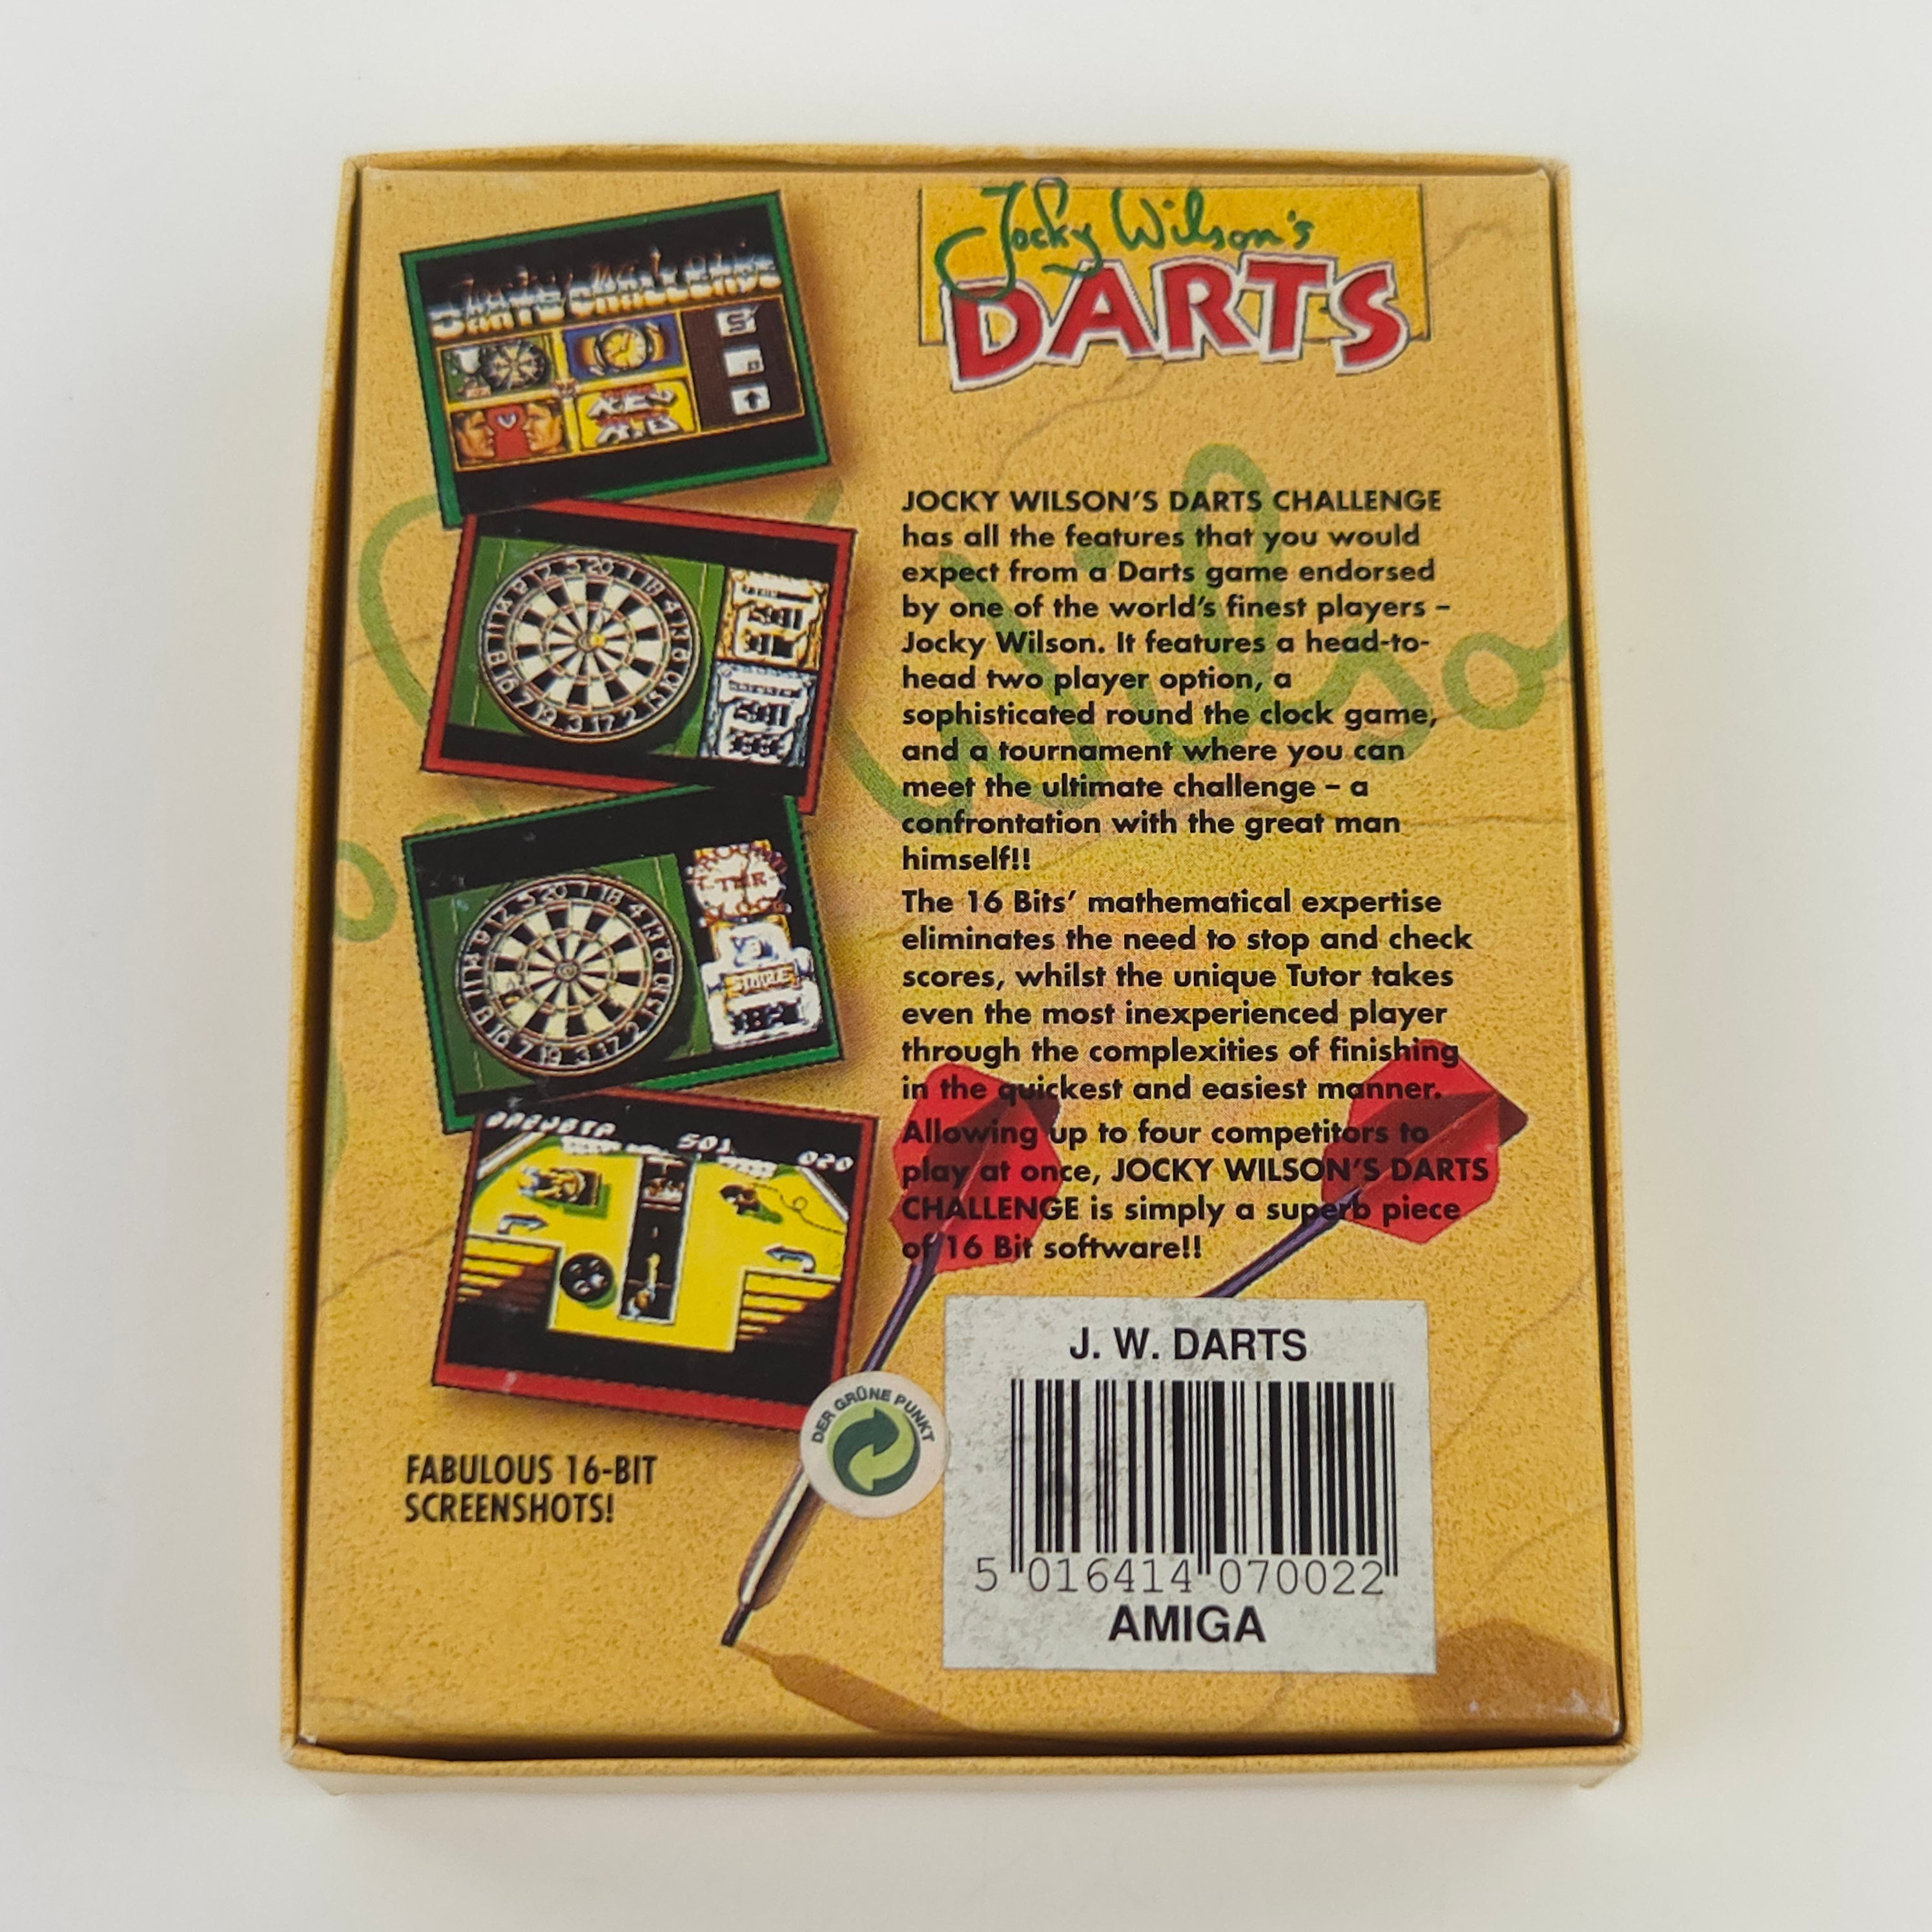 Jocky Wilson's
DARTS
DARTS CHALLENGE
JOCKY WILSON'S DARTS CHALLENGE
has all the features that you would
expect from a Darts game endorsed
by one of the world's finest players –
Jocky Wilson. It features a head-to-
head two player option, a
sophisticated round the clock game,
and a tournament where you can
meet the ultimate challenge – a
confrontation with the great man
himself!!
The 16 Bits' mathematical expertise
eliminates the need to stop and check
scores, whilst the unique Tutor takes
even the most inexperienced player
through the complexities of finishing
in the quickest and easiest manner.
Allowing up to four competitors to
play at once, JOCKY WILSON'S DARTS
CHALLENGE is simply a superb piece
of 16 Bit software!!
501
020
FABULOUS 16-BIT
SCREENSHOTS!
DER GRÜNE PUNKT
J. W. DARTS
5 016414 070022
AMIGA